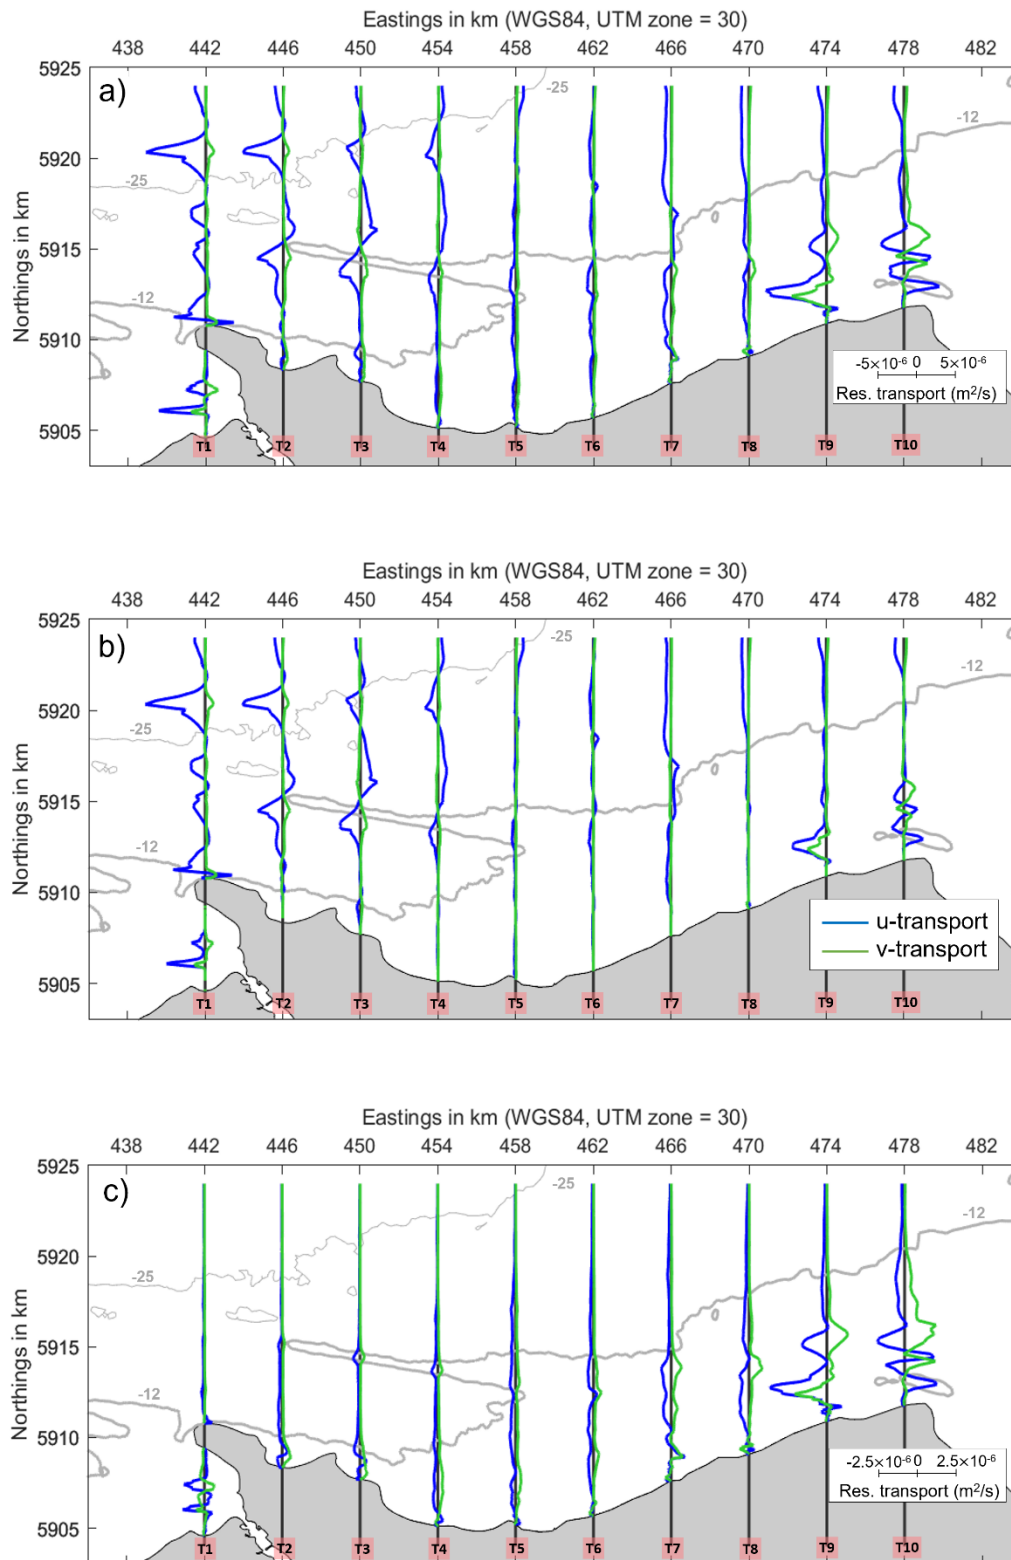 Eastings in km (WGS84, UTM zone = 30)
438 442 446 450 454 458 462 466 470 474 478 482
5925
a)
-25
-12
5920
-25
Northings in km
5915
-12
5910
-5×10⁻⁶ 0 5×10⁻⁶
Res. transport (m²/s)
5905
T1 T2 T3 T4 T5 T6 T7 T8 T9 T10
Eastings in km (WGS84, UTM zone = 30)
438 442 446 450 454 458 462 466 470 474 478 482
5925
b)
-25
-12
5920
-25
Northings in km
5915
-12
5910
u-transport
v-transport
5905
T1 T2 T3 T4 T5 T6 T7 T8 T9 T10
Eastings in km (WGS84, UTM zone = 30)
438 442 446 450 454 458 462 466 470 474 478 482
5925
c)
-25
-12
5920
-25
Northings in km
5915
-12
5910
-2.5×10⁻⁶ 0 2.5×10⁻⁶
Res. transport (m²/s)
5905
T1 T2 T3 T4 T5 T6 T7 T8 T9 T10